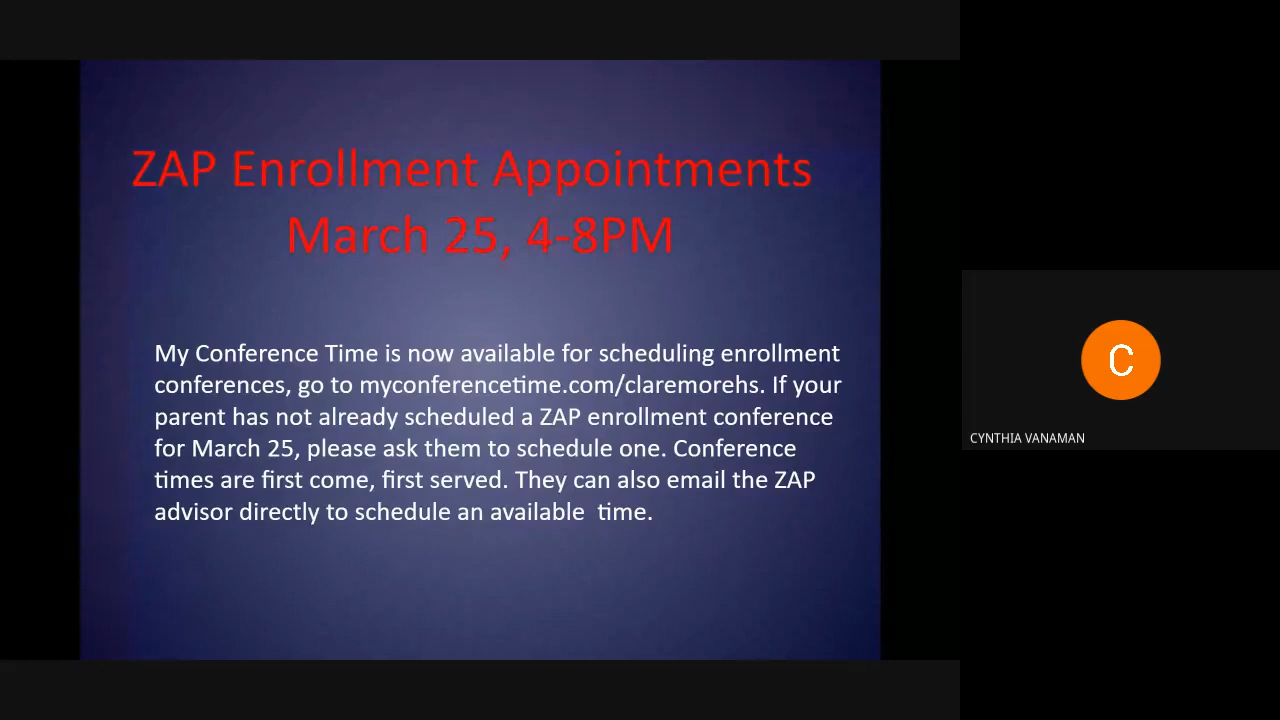 ZAP Enrollment Appointments
March 25, 4-8PM
My Conference Time is now available for scheduling enrollment
conferences, go to myconferencetime.com/claremorehs. If your
parent has not already scheduled a ZAP enrollment conference
for March 25, please ask them to schedule one. Conference
times are first come, first served. They can also email the ZAP
advisor directly to schedule an available  time.
C
CYNTHIA VANAMAN